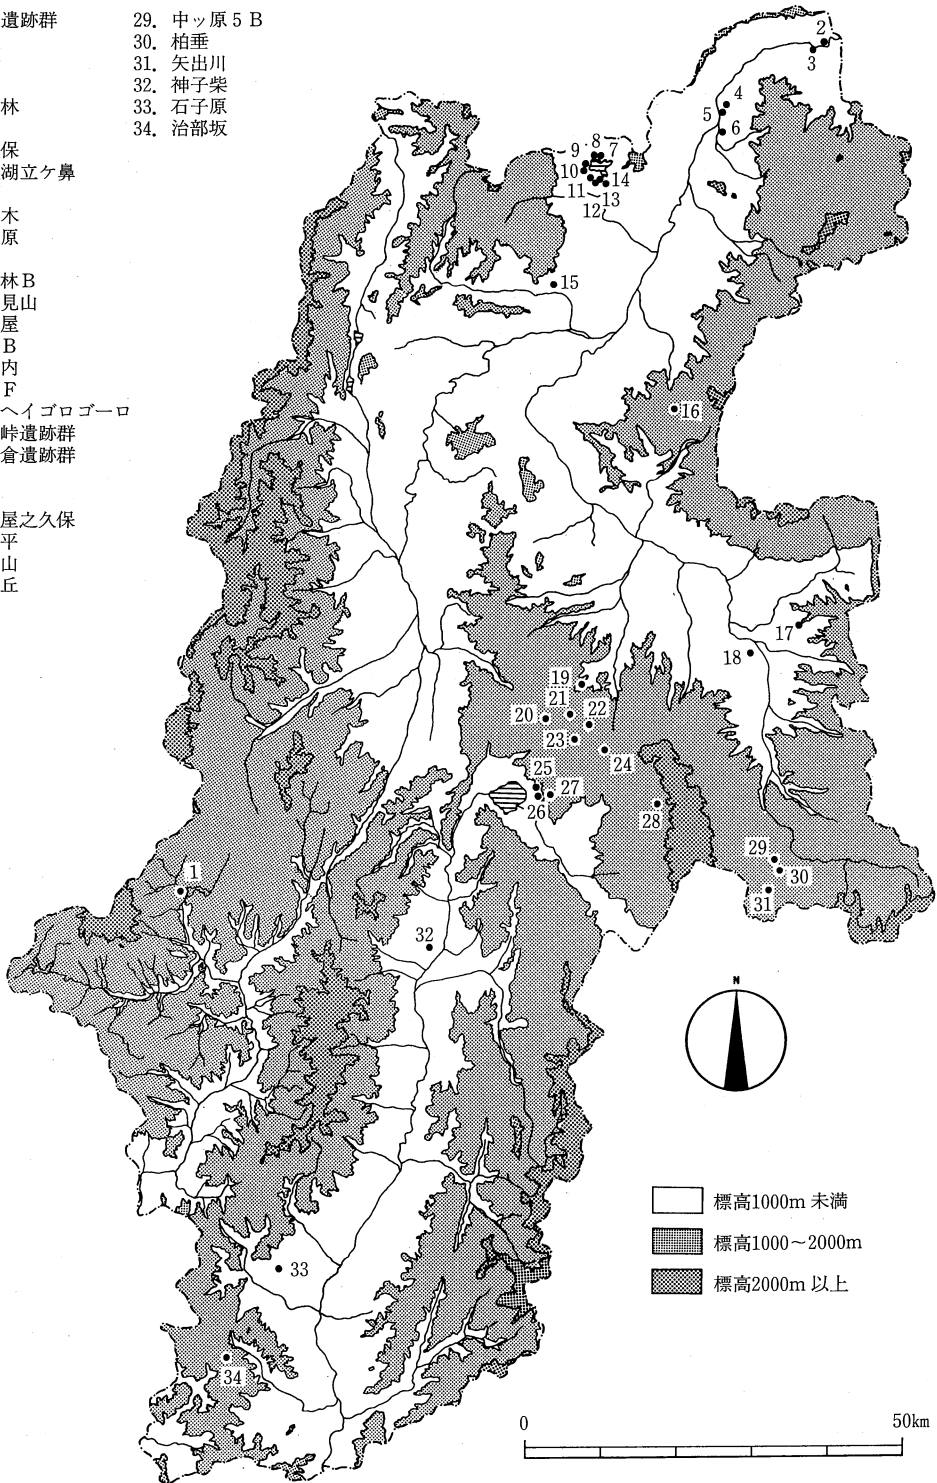 遺跡群
林
保
湖立ケ鼻
木
原
林B
見山
屋
B
内
F
ヘイゴロゴーロ
峠遺跡群
倉遺跡群
屋之久保
平
山
丘
29. 中ッ原5B
30. 柏垂
31. 矢出川
32. 神子柴
33. 石子原
34. 治部坂
2
3
4
5
6
8
7
9
10
14
11
13
12
15
16
17
18
19
21
20
22
23
24
25
27
26
28
29
30
31
1
32
33
34
N
標高1000m 未満
標高1000〜2000m
標高2000m 以上
0
50km